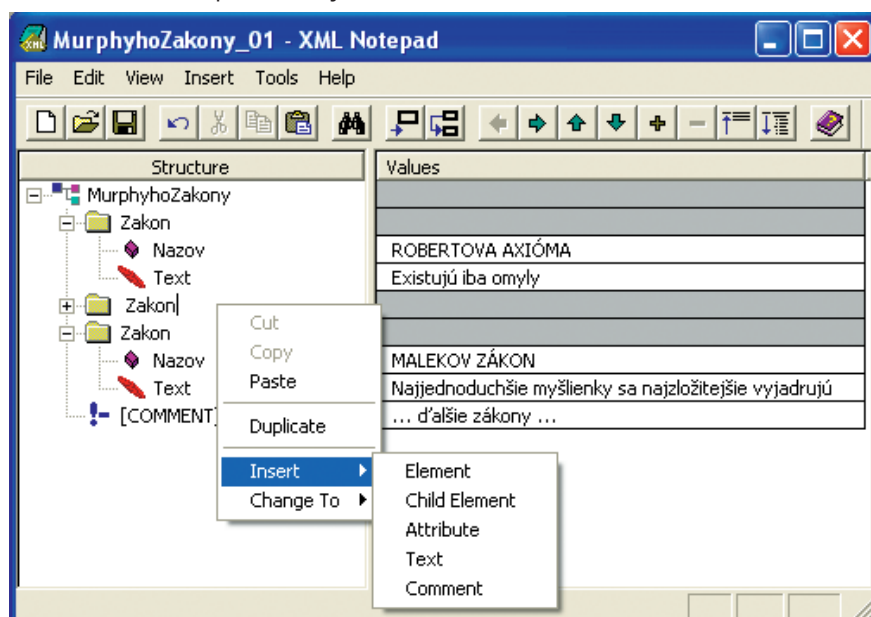 MurphyhoZakony_01 - XML Notepad
File Edit View Insert Tools Help
Structure Values
MurphyhoZakony
Zakon
Nazov ROBERTOVA AXIÓMA
Text Existujú iba omyly
Zakon
Zakon
Nazov MALEKOV ZÁKON
Text Najjednoduchšie myšlienky sa najzložitejšie vyjadrujú
[COMMENT] ... ďalšie zákony ...
Cut
Copy
Paste
Duplicate
Insert
Change To
Element
Child Element
Attribute
Text
Comment